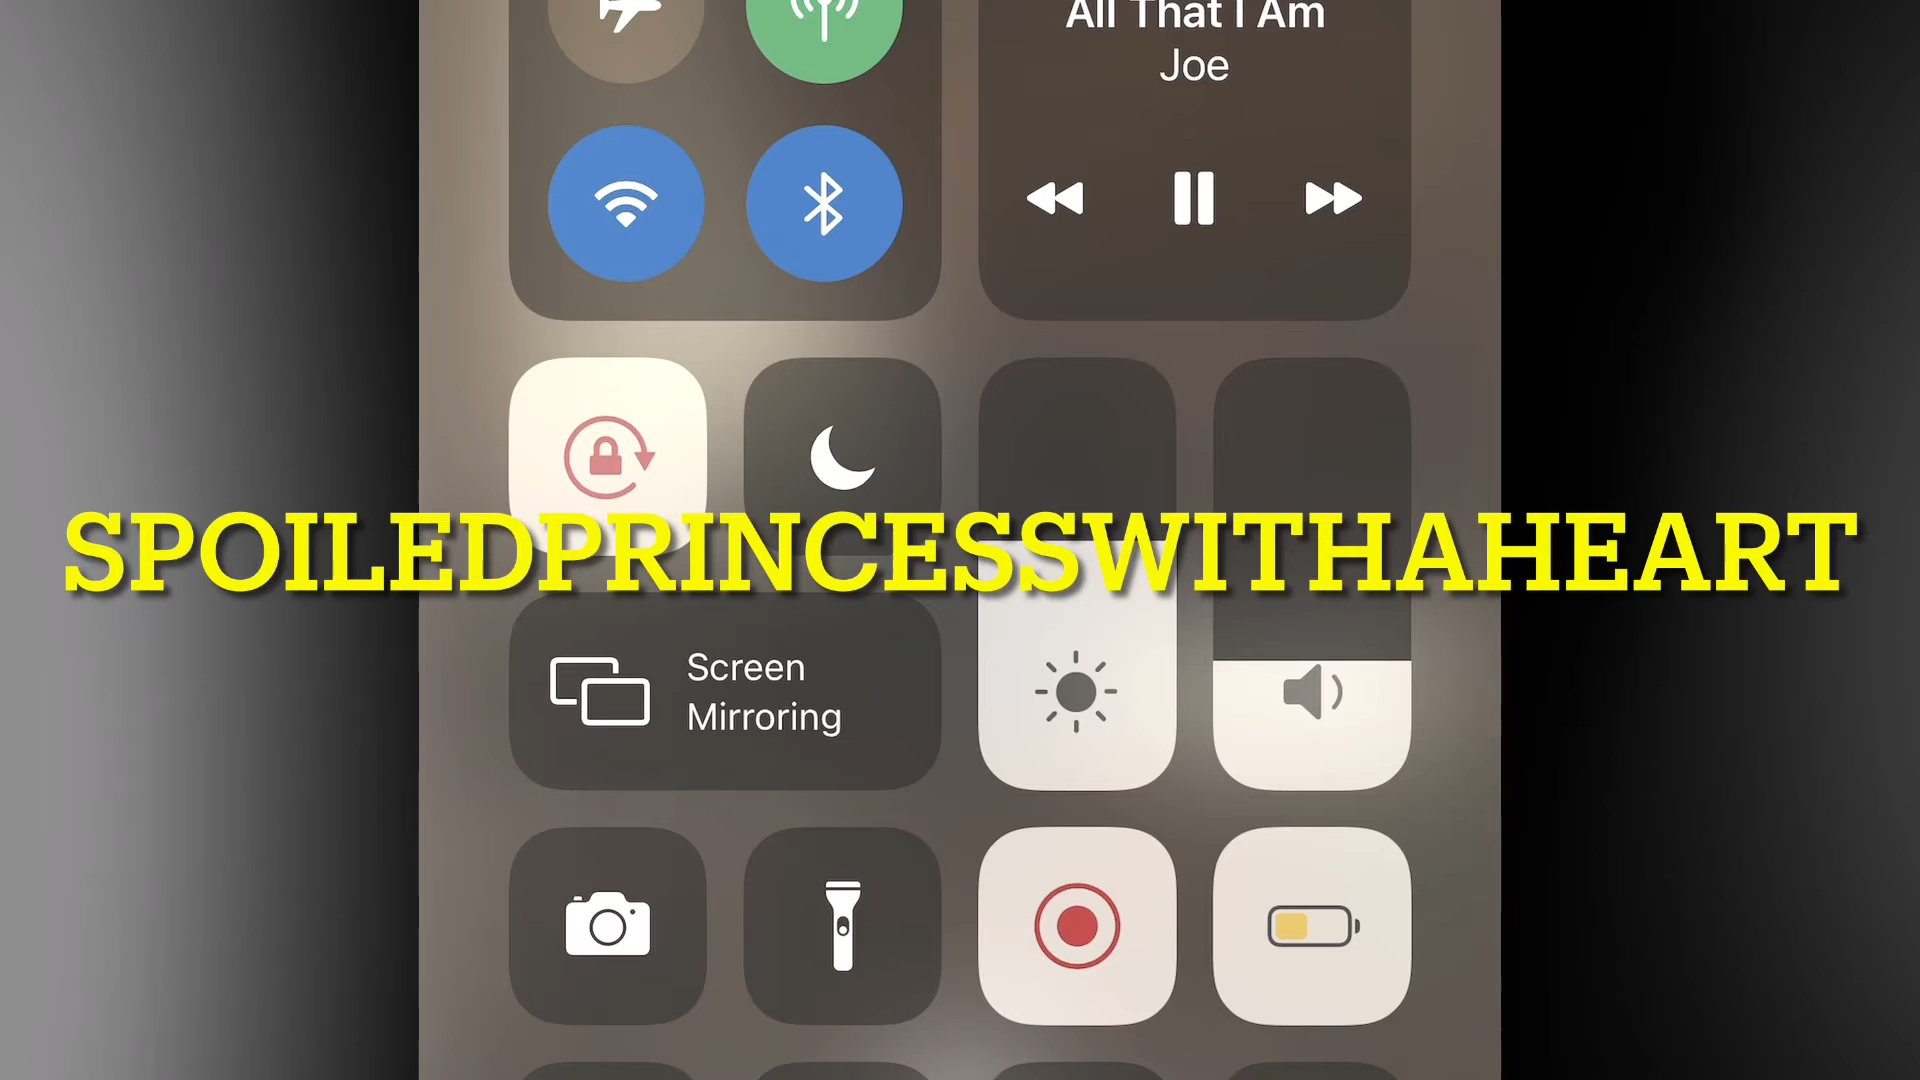 All That I Am
Joe
SPOILEDPRINCESSWITHAHEART
Screen
Mirroring